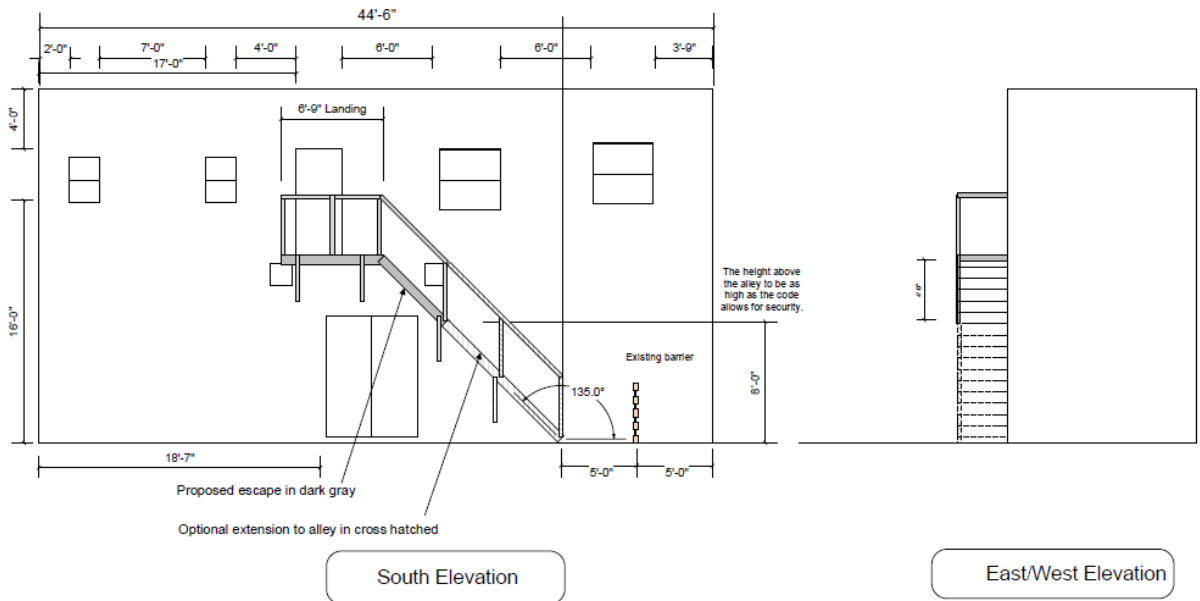 44'-6"
2'-0"
7'-0"
4'-0"
6'-0"
6'-0"
3'-9"
17'-0"
4'-0"
6'-9" Landing
16'-0"
The height above
the alley to be as
high as the code
allows for security.
Existing barrier
135.0°
8'-0"
18'-7"
5'-0"
5'-0"
Proposed escape in dark gray
Optional extension to alley in cross hatched
South Elevation
East/West Elevation